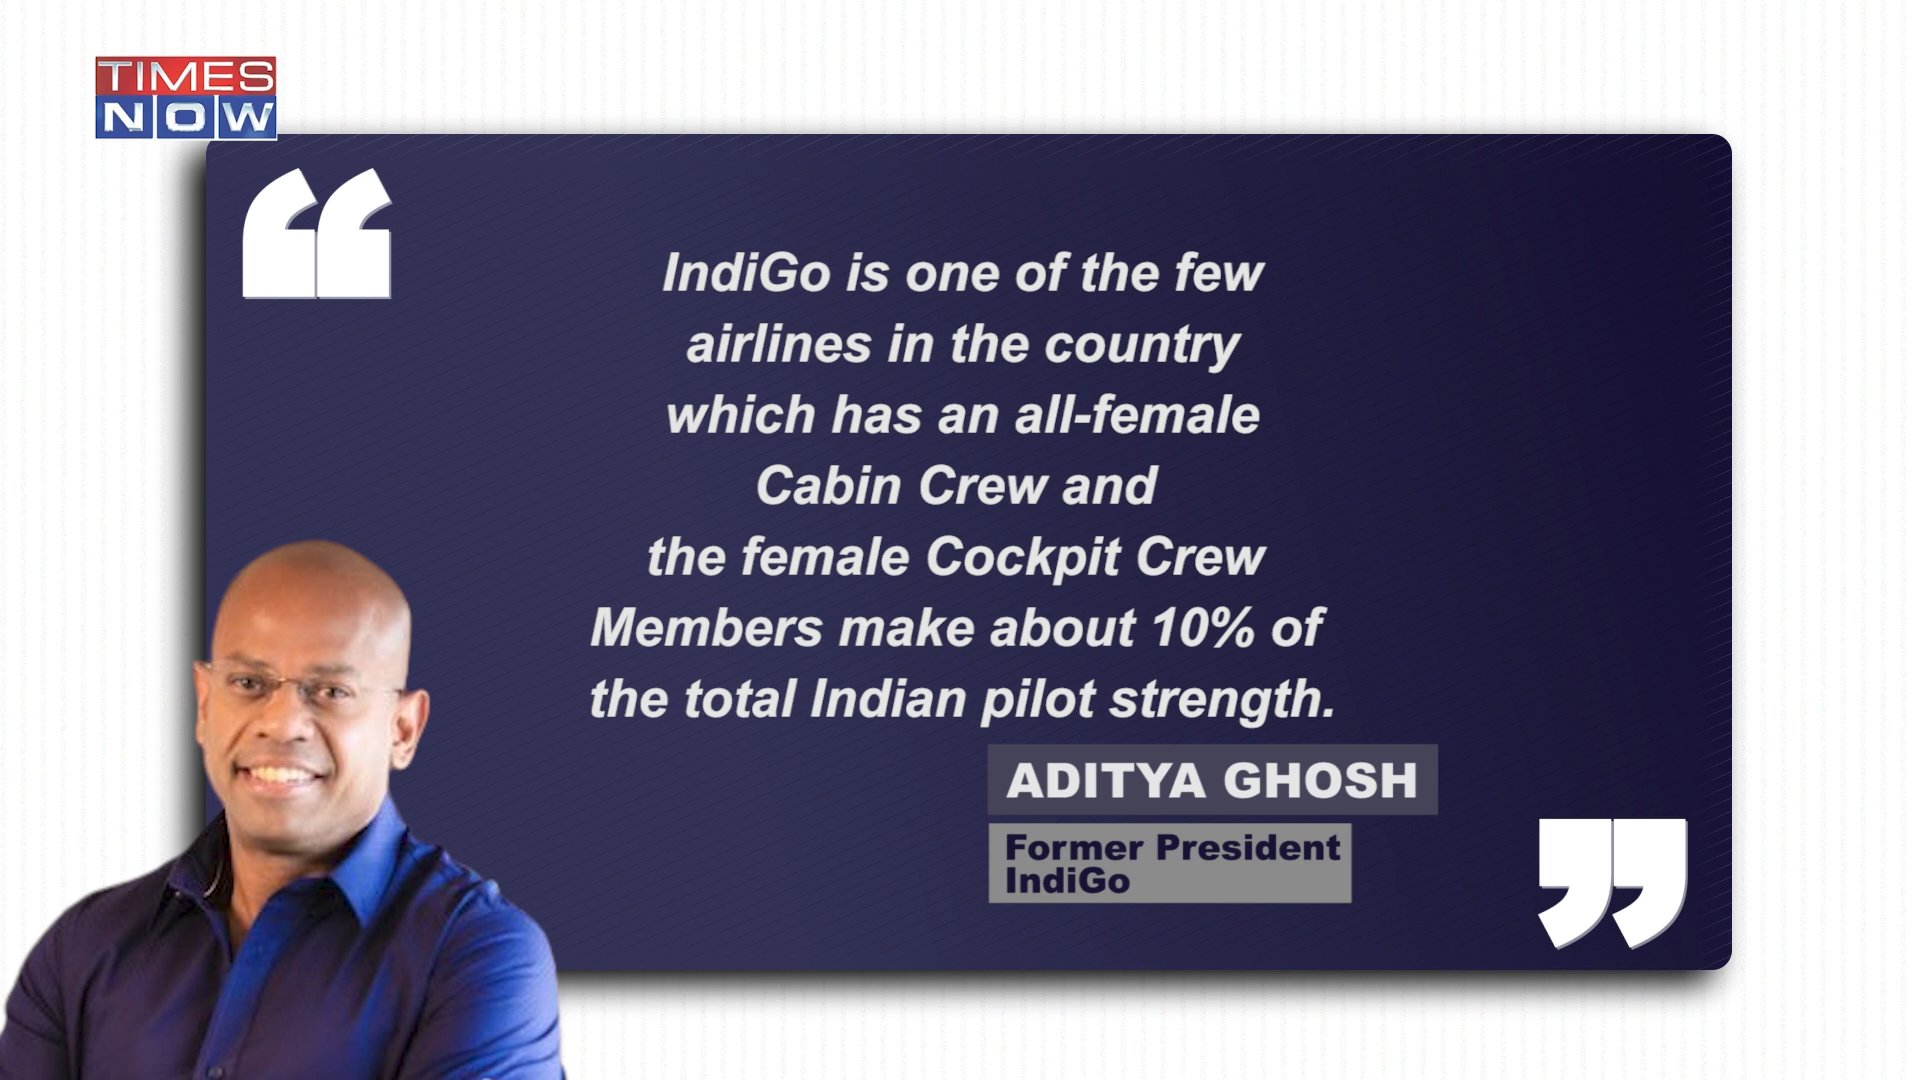 TIMES
NOW
IndiGo is one of the few
airlines in the country
which has an all-female
Cabin Crew and
the female Cockpit Crew
Members make about 10% of
the total Indian pilot strength.
ADITYA GHOSH
Former President
IndiGo